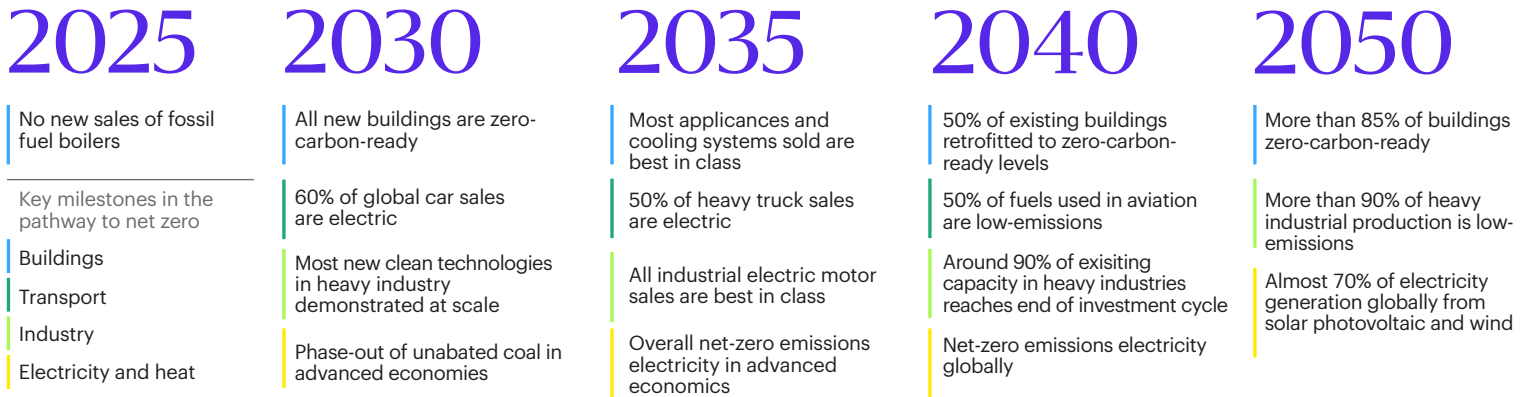 2025
No new sales of fossil
fuel boilers
Key milestones in the
pathway to net zero
Buildings
Transport
Industry
Electricity and heat
2030
All new buildings are zero-
carbon-ready
60% of global car sales
are electric
Most new clean technologies
in heavy industry
demonstrated at scale
Phase-out of unabated coal in
advanced economies
2035
Most applicances and
cooling systems sold are
best in class
50% of heavy truck sales
are electric
All industrial electric motor
sales are best in class
Overall net-zero emissions
electricity in advanced
economics
2040
50% of existing buildings
retrofitted to zero-carbon-
ready levels
50% of fuels used in aviation
are low-emissions
Around 90% of exisiting
capacity in heavy industries
reaches end of investment cycle
Net-zero emissions electricity
globally
2050
More than 85% of buildings
zero-carbon-ready
More than 90% of heavy
industrial production is low-
emissions
Almost 70% of electricity
generation globally from
solar photovoltaic and wind